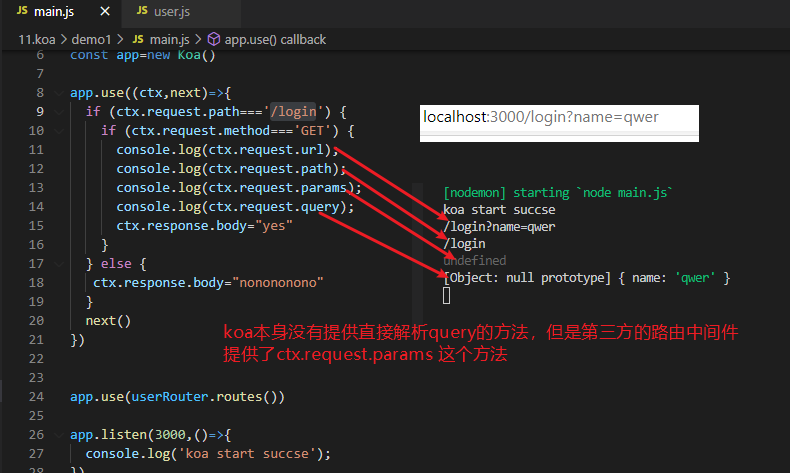 JS main.js × JS user.js
11.koa > demo1 > JS main.js > app.use() callback
6 const app=new Koa()
7
8 app.use((ctx,next)=>{
9 if (ctx.request.path==='/login') {
10 if (ctx.request.method==='GET') {
11 console.log(ctx.request.url);
12 console.log(ctx.request.path);
13 console.log(ctx.request.params);
14 console.log(ctx.request.query);
15 ctx.response.body="yes"
16 }
17 } else {
18 ctx.response.body="nononono​no"
19 }
20 next()
21 })
22
23
24 app.use(userRouter.routes())
25
26 app.listen(3000,()=>{
27 console.log('koa start succse');
28 })
localhost:3000/login?name=qwer
[nodemon] starting `node main.js`
koa start succse
/login?name=qwer
/login
undefined
[Object: null prototype] { name: 'qwer' }
koa本身没有提供直接解析query的方法，但是第三方的路由中间件
提供了ctx.request.params 这个方法